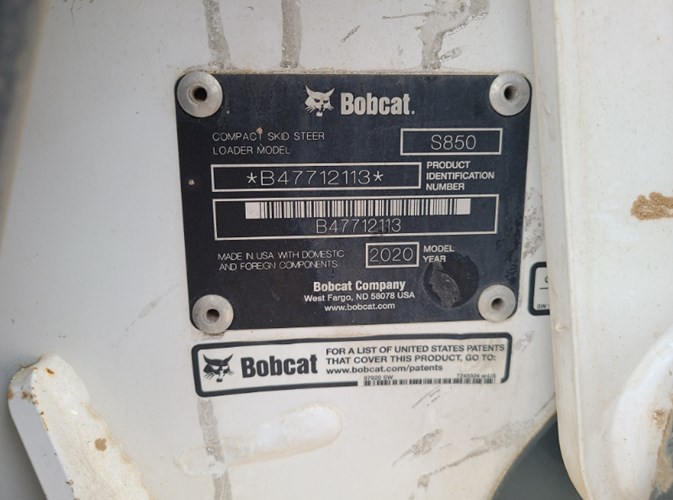 Bobcat.
COMPACT SKID STEER
LOADER MODEL
S850
*B47712113*
PRODUCT
IDENTIFICATION
NUMBER
B47712113
MADE IN USA WITH DOMESTIC
AND FOREIGN COMPONENTS
2020
MODEL
YEAR
Bobcat Company
West Fargo, ND 58078 USA
www.bobcat.com
Bobcat
FOR A LIST OF UNITED STATES PATENTS
THAT COVER THIS PRODUCT, GO TO:
www.bobcat.com/patents